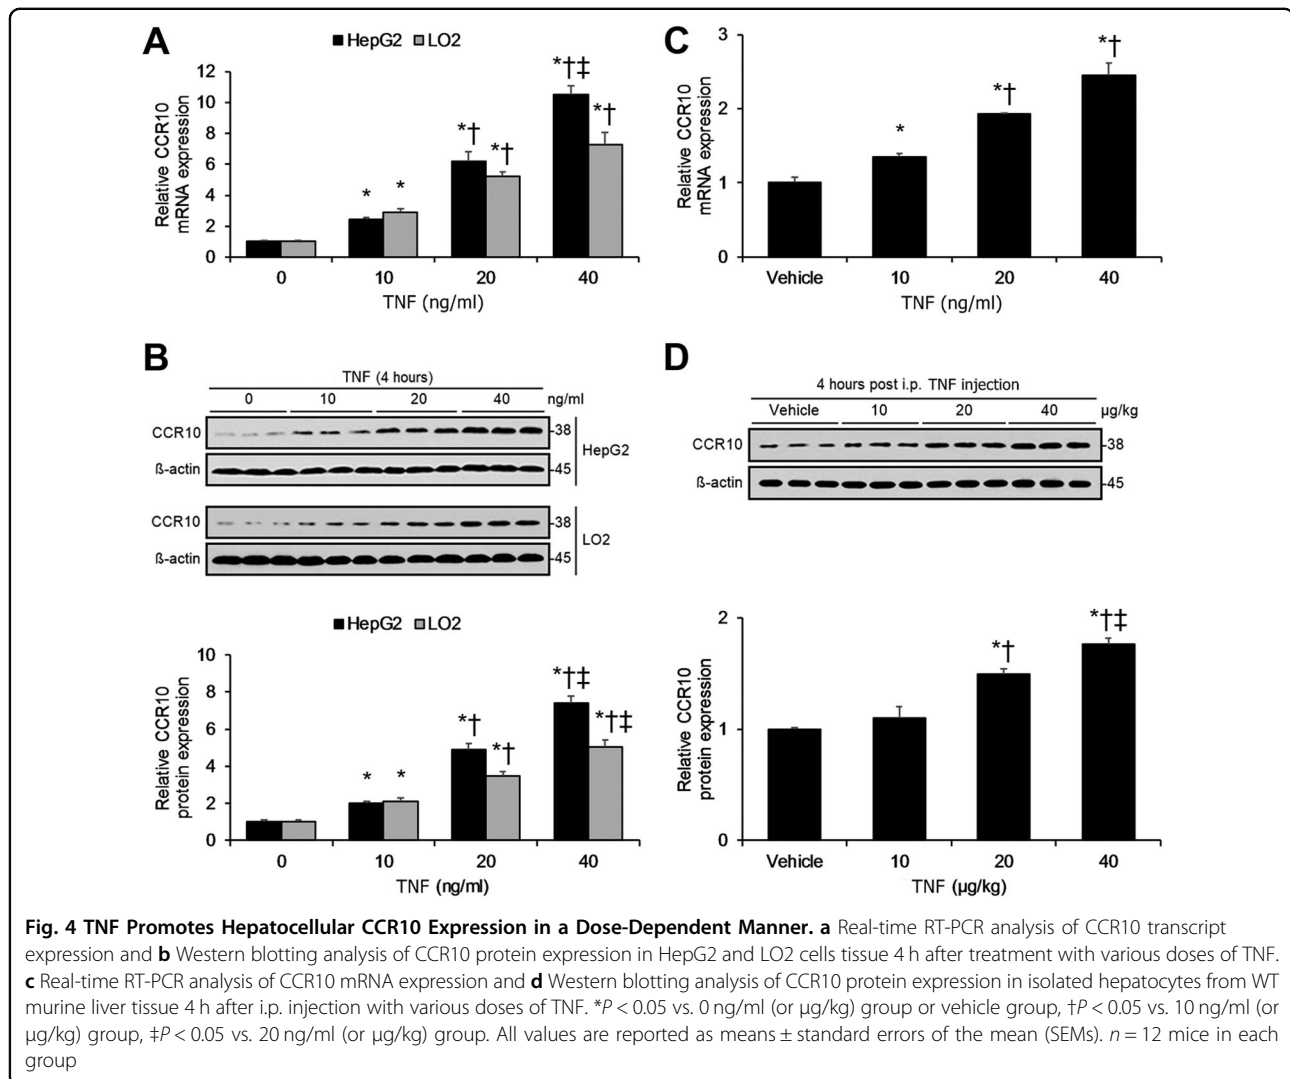 A
■HepG2 ■LO2
Relative CCR10
mRNA expression
12
10
8
6
4
2
0
*
*
*†
*†
*†‡
*†
0 10 20 40
TNF (ng/ml)
C
Relative CCR10
mRNA expression
3
2
1
0
*
*†
*†
Vehicle 10 20 40
TNF (ng/ml)
B
TNF (4 hours)
0 10 20 40 ng/ml
CCR10 -38
ß-actin -45
HepG2
CCR10 -38
ß-actin -45
LO2
■HepG2 ■LO2
Relative CCR10
protein expression
10
8
6
4
2
0
*
*
*†
*†
*†‡
*†‡
0 10 20 40
TNF (ng/ml)
D
4 hours post i.p. TNF injection
Vehicle 10 20 40 µg/kg
CCR10 -38
ß-actin -45
Relative CCR10
protein expression
2
1
0
*†
*†‡
Vehicle 10 20 40
TNF (µg/kg)
Fig. 4 TNF Promotes Hepatocellular CCR10 Expression in a Dose-Dependent Manner. a Real-time RT-PCR analysis of CCR10 transcript
expression and b Western blotting analysis of CCR10 protein expression in HepG2 and LO2 cells tissue 4 h after treatment with various doses of TNF.
c Real-time RT-PCR analysis of CCR10 mRNA expression and d Western blotting analysis of CCR10 protein expression in isolated hepatocytes from WT
murine liver tissue 4 h after i.p. injection with various doses of TNF. *P < 0.05 vs. 0 ng/ml (or µg/kg) group or vehicle group, †P < 0.05 vs. 10 ng/ml (or
µg/kg) group, ‡P < 0.05 vs. 20 ng/ml (or µg/kg) group. All values are reported as means ± standard errors of the mean (SEMs). n = 12 mice in each
group